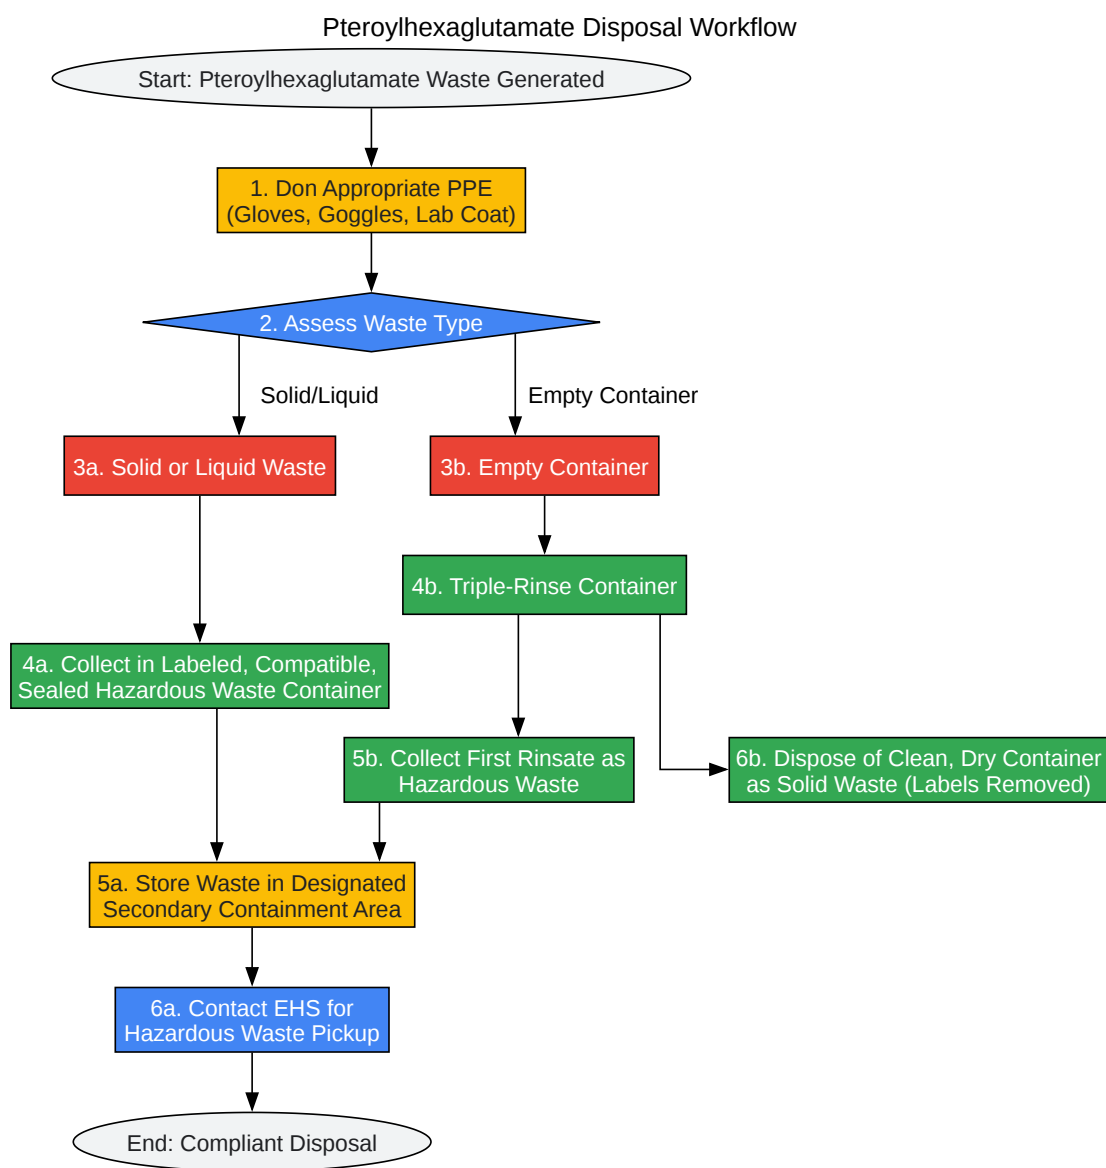 Pteroylhexaglutamate Disposal Workflow
Start: Pteroylhexaglutamate Waste Generated
1. Don Appropriate PPE
(Gloves, Goggles, Lab Coat)
2. Assess Waste Type
Solid/Liquid
Empty Container
3a. Solid or Liquid Waste
3b. Empty Container
4b. Triple-Rinse Container
4a. Collect in Labeled, Compatible,
Sealed Hazardous Waste Container
5b. Collect First Rinsate as
Hazardous Waste
6b. Dispose of Clean, Dry Container
as Solid Waste (Labels Removed)
5a. Store Waste in Designated
Secondary Containment Area
6a. Contact EHS for
Hazardous Waste Pickup
End: Compliant Disposal